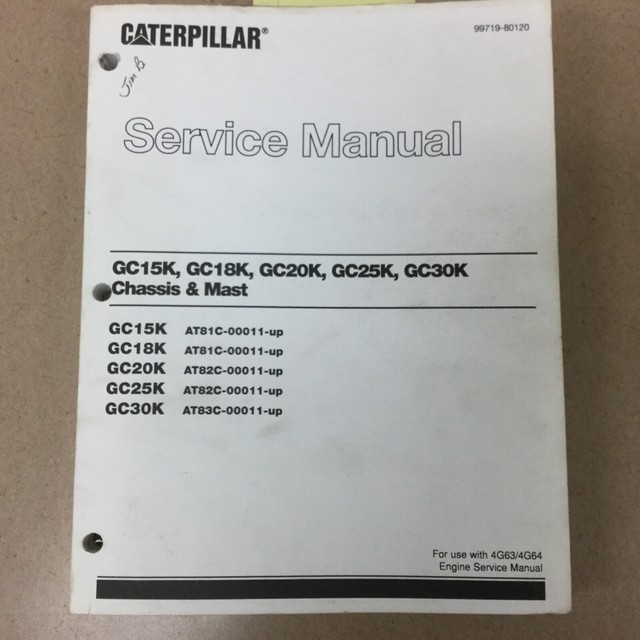 CATERPILLAR®
99719-80120
Jim B
Service Manual
GC15K, GC18K, GC20K, GC25K, GC30K
Chassis & Mast
GC15K AT81C-00011-up
GC18K AT81C-00011-up
GC20K AT82C-00011-up
GC25K AT82C-00011-up
GC30K AT83C-00011-up
For use with 4G63/4G64
Engine Service Manual